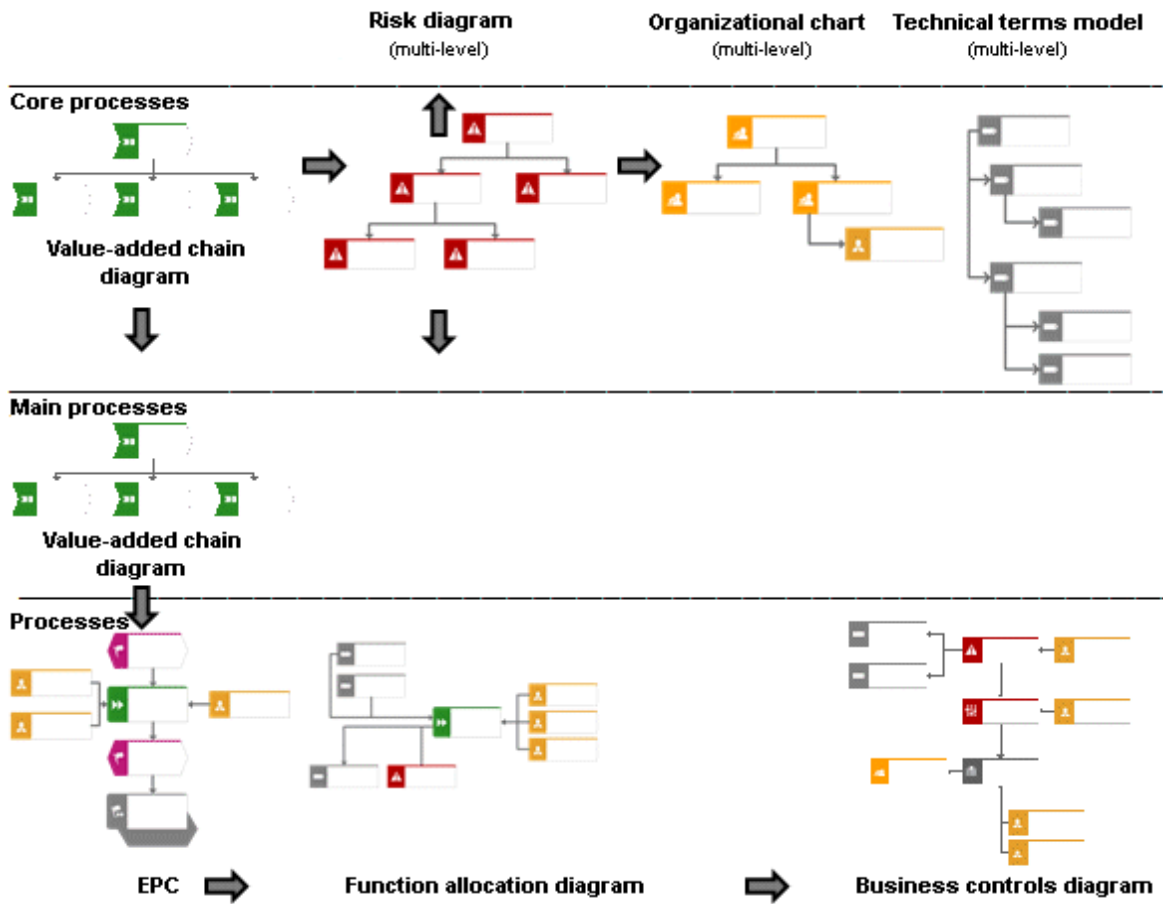 Risk diagram
(multi-level)
Organizational chart
(multi-level)
Technical terms model
(multi-level)
Core processes
Value-added chain
diagram
Main processes
Value-added chain
diagram
Processes
EPC
Function allocation diagram
Business controls diagram